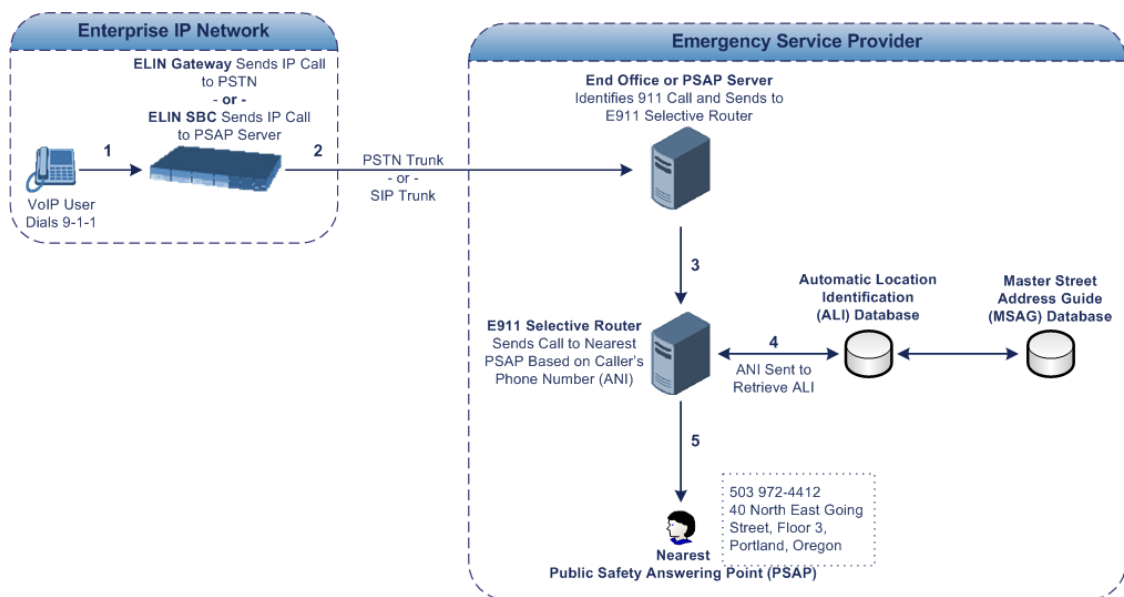 Enterprise IP Network
ELIN Gateway Sends IP Call
to PSTN
- or -
ELIN SBC Sends IP Call
to PSAP Server
1
2
VoIP User
Dials 9-1-1
PSTN Trunk
- or -
SIP Trunk
Emergency Service Provider
End Office or PSAP Server
Identifies 911 Call and Sends to
E911 Selective Router
3
E911 Selective Router
Sends Call to Nearest
PSAP Based on Caller's
Phone Number (ANI)
4
ANI Sent to
Retrieve ALI
Automatic Location
Identification
(ALI) Database
Master Street
Address Guide
(MSAG) Database
5
503 972-4412
40 North East Going
Street, Floor 3,
Portland, Oregon
Nearest
Public Safety Answering Point (PSAP)